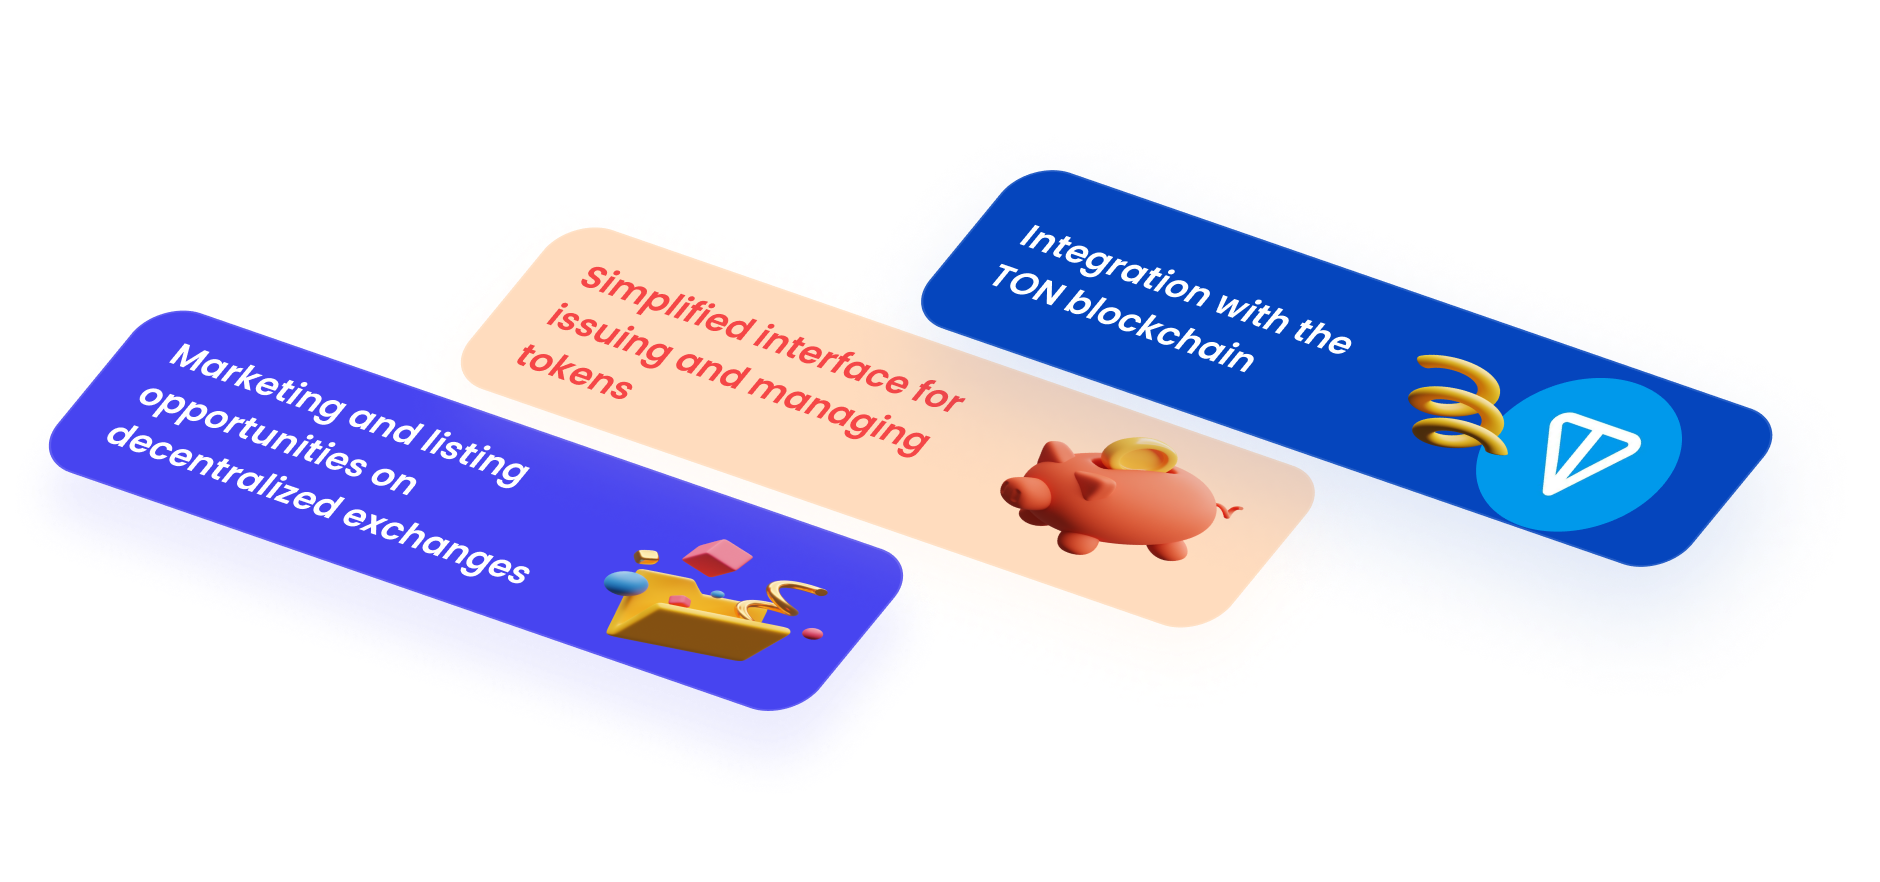 Marketing and listing
opportunities on
decentralized exchanges
Simplified interface for
issuing and managing
tokens
Integration with the
TON blockchain